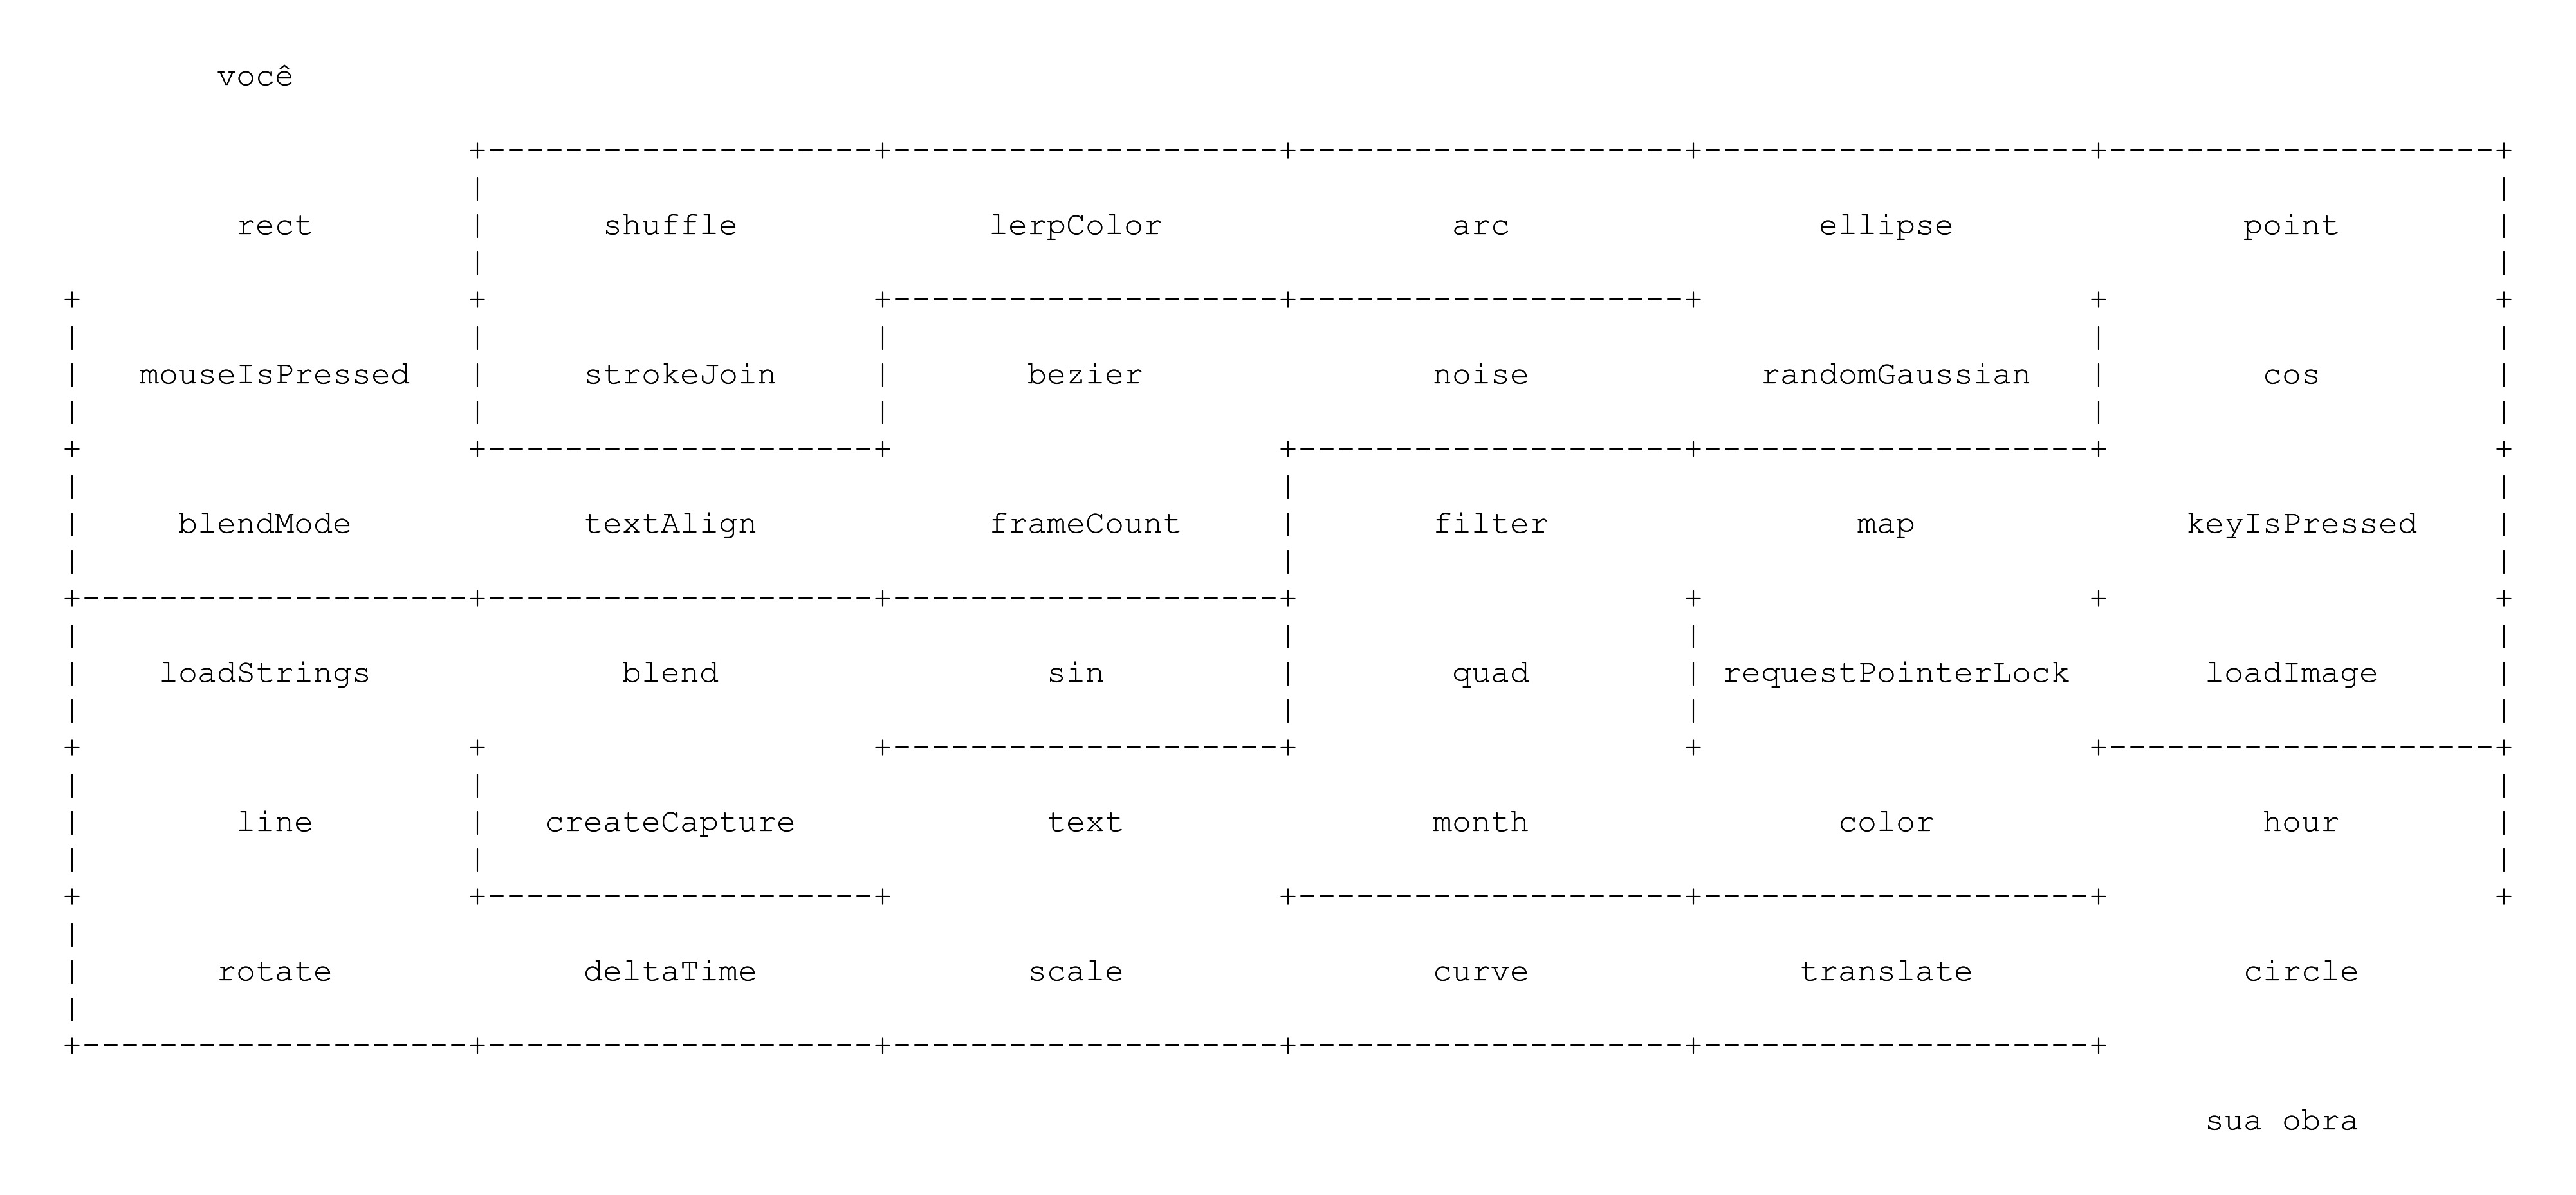 você
rect shuffle lerpColor arc ellipse point
mouseIsPressed strokeJoin bezier noise randomGaussian cos
blendMode textAlign frameCount filter map keyIsPressed
loadStrings blend sin quad requestPointerLock loadImage
line createCapture text month color hour
rotate deltaTime scale curve translate circle
sua obra